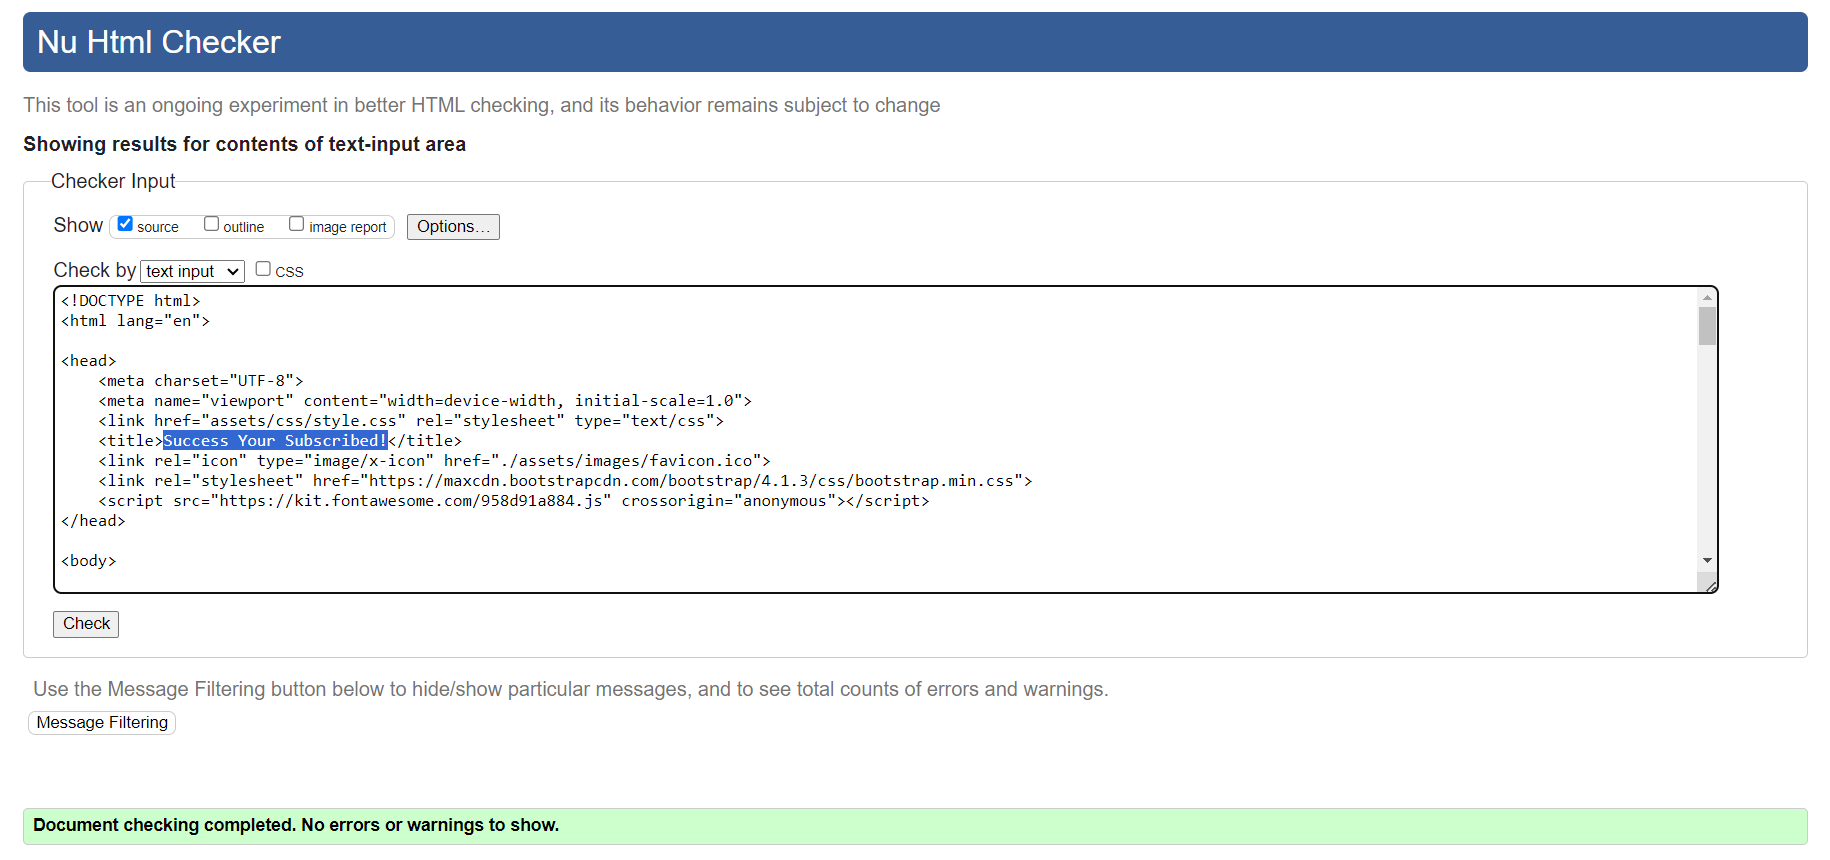 Nu Html Checker
This tool is an ongoing experiment in better HTML checking, and its behavior remains subject to change
Showing results for contents of text-input area
Checker Input
Show source outline image report Options...
Check by text input CSS
<!DOCTYPE html>
<html lang="en">
<head>
    <meta charset="UTF-8">
    <meta name="viewport" content="width=device-width, initial-scale=1.0">
    <link href="assets/css/style.css" rel="stylesheet" type="text/css">
    <title>Success Your Subscribed!</title>
    <link rel="icon" type="image/x-icon" href="./assets/images/favicon.ico">
    <link rel="stylesheet" href="https://maxcdn.bootstrapcdn.com/bootstrap/4.1.3/css/bootstrap.min.css">
    <script src="https://kit.fontawesome.com/958d91a884.js" crossorigin="anonymous"></script>
</head>
<body>
Check
Use the Message Filtering button below to hide/show particular messages, and to see total counts of errors and warnings.
Message Filtering
Document checking completed. No errors or warnings to show.